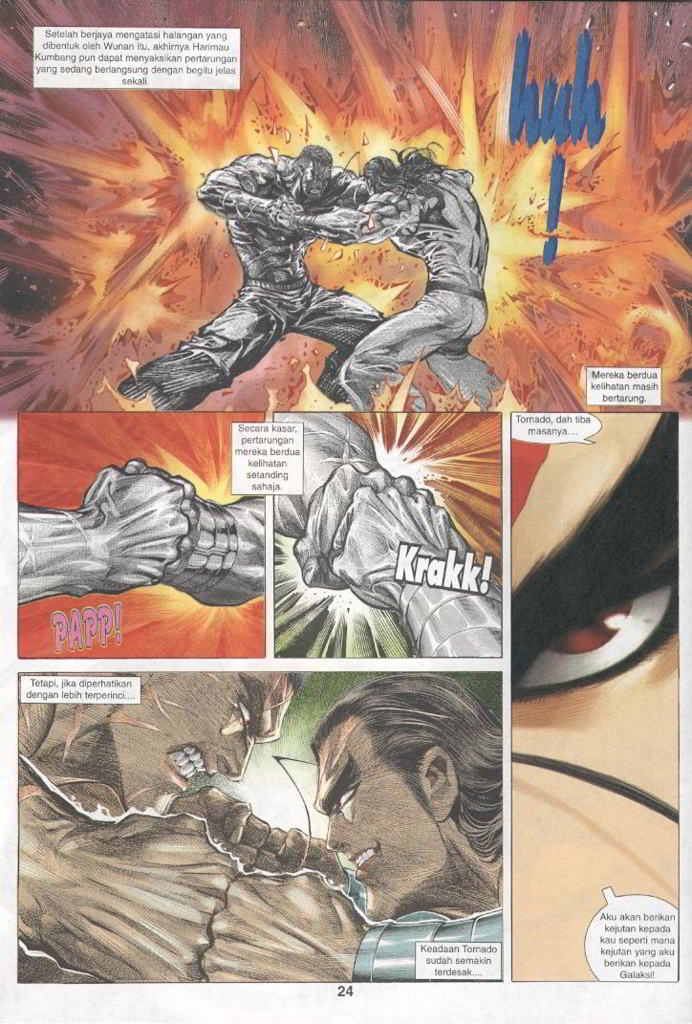 Setelah berjaya mengatasi halangan yang
dibentuk oleh Wunan itu, akhirnya Harimau
Kumbang pun dapat menyaksikan pertarungan
yang sedang berlangsung dengan begitu jelas
sekali.
huh
!
Mereka berdua
kelihatan masih
bertarung.
PAPP!
Secara kasar,
pertarungan
mereka berdua
kelihatan
setanding
sahaja.
Krakk!
Tornado, dah tiba
masanya....
Tetapi, jika diperhatikan
dengan lebih terperinci....
Keadaan Tornado
sudah semakin
terdesak....
Aku akan berikan
kejutan kepada
kau seperti mana
kejutan yang aku
berikan kepada
Galaksi!
24